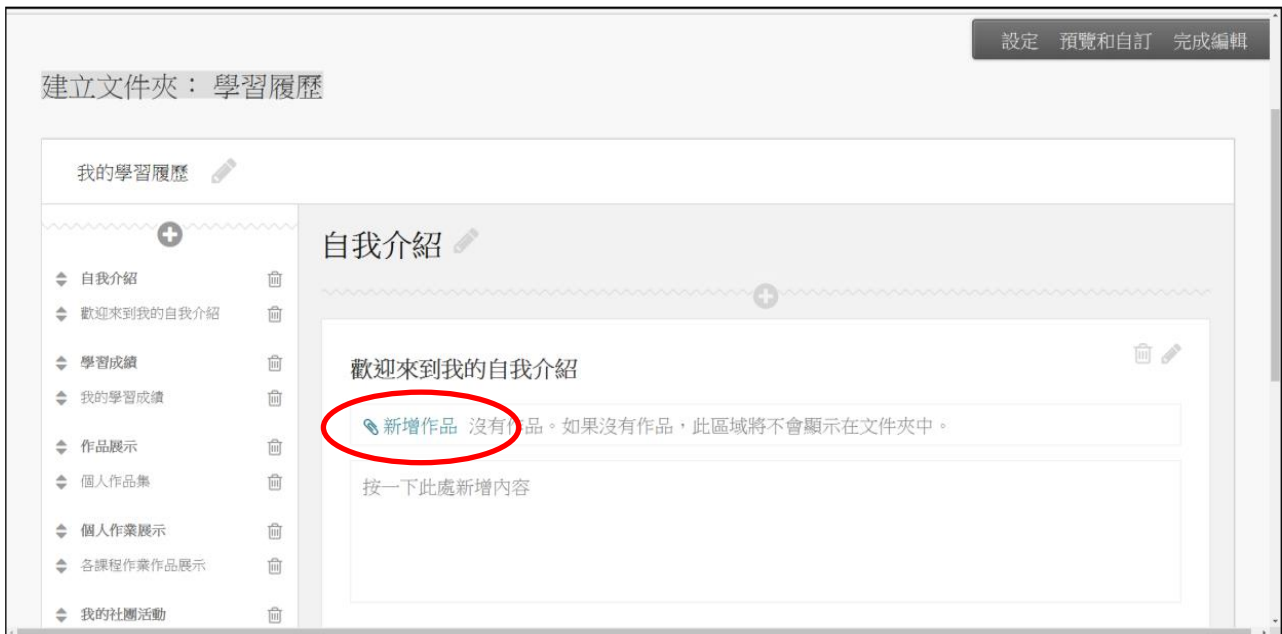 設定 預覽和自訂 完成編輯
建立文件夾： 學習履歷
我的學習履歷
自我介紹
歡迎來到我的自我介紹
學習成績
我的學習成績
作品展示
個人作品集
個人作業展示
各課程作業作品展示
我的社團活動
自我介紹
歡迎來到我的自我介紹
新增作品 沒有作品。如果沒有作品，此區域將不會顯示在文件夾中。
按一下此處新增內容